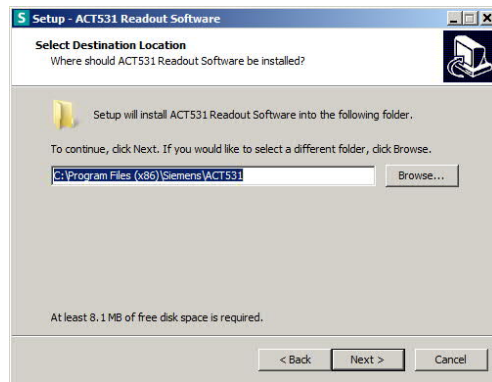 S Setup - ACT531 Readout Software
Select Destination Location
Where should ACT531 Readout Software be installed?
Setup will install ACT531 Readout Software into the following folder.
To continue, click Next. If you would like to select a different folder, click Browse.
C:\Program Files (x86)\Siemens\ACT531
Browse...
At least 8.1 MB of free disk space is required.
< Back Next > Cancel